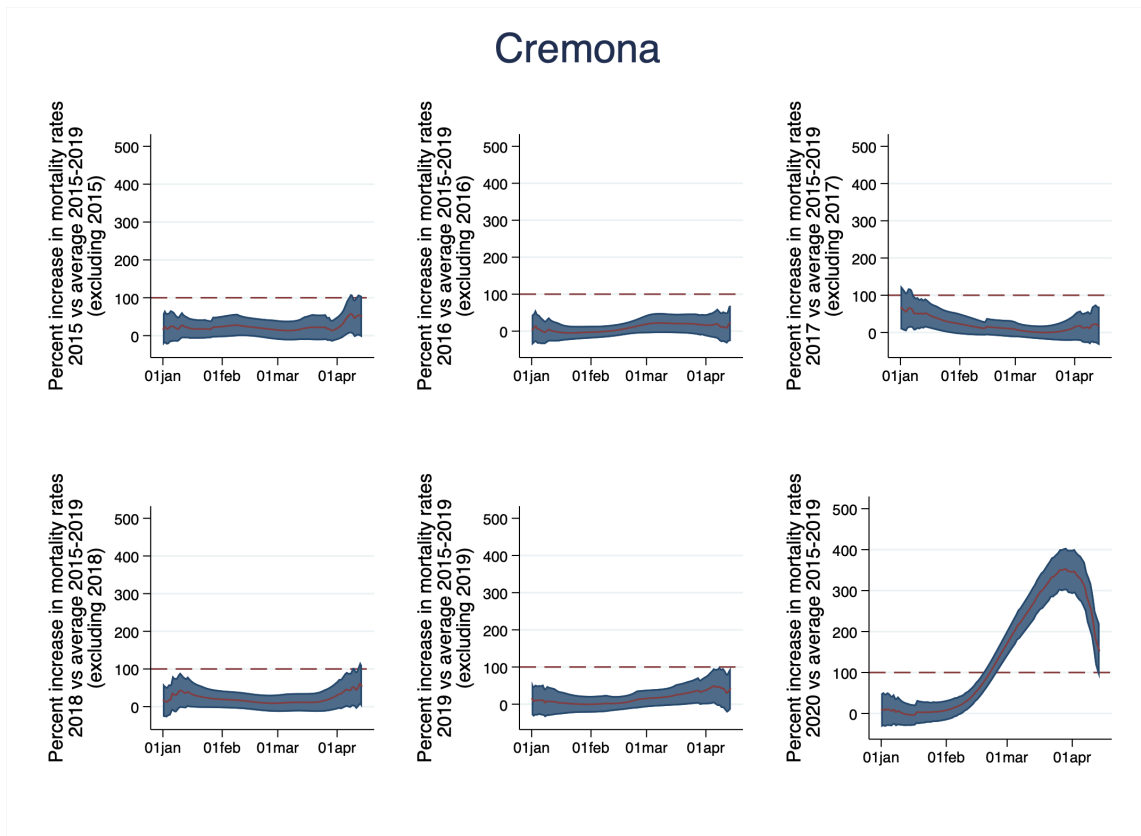 Cremona
Percent increase in mortality rates
2015 vs average 2015-2019
(excluding 2015)
500
400
300
200
100
0
01jan 01feb 01mar 01apr
Percent increase in mortality rates
2016 vs average 2015-2019
(excluding 2016)
500
400
300
200
100
0
01jan 01feb 01mar 01apr
Percent increase in mortality rates
2017 vs average 2015-2019
(excluding 2017)
500
400
300
200
100
0
01jan 01feb 01mar 01apr
Percent increase in mortality rates
2018 vs average 2015-2019
(excluding 2018)
500
400
300
200
100
0
01jan 01feb 01mar 01apr
Percent increase in mortality rates
2019 vs average 2015-2019
(excluding 2019)
500
400
300
200
100
0
01jan 01feb 01mar 01apr
Percent increase in mortality rates
2020 vs average 2015-2019
500
400
300
200
100
0
01jan 01feb 01mar 01apr